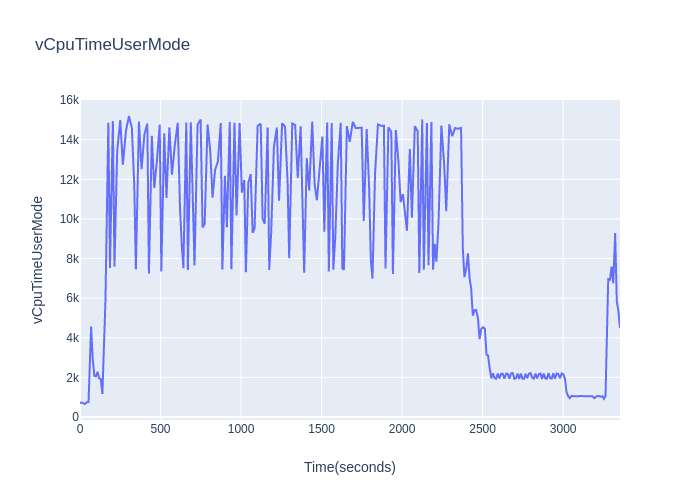 vCpuTimeUserMode
16k
14k
12k
10k
8k
6k
4k
2k
0
vCpuTimeUserMode
0 500 1000 1500 2000 2500 3000
Time(seconds)